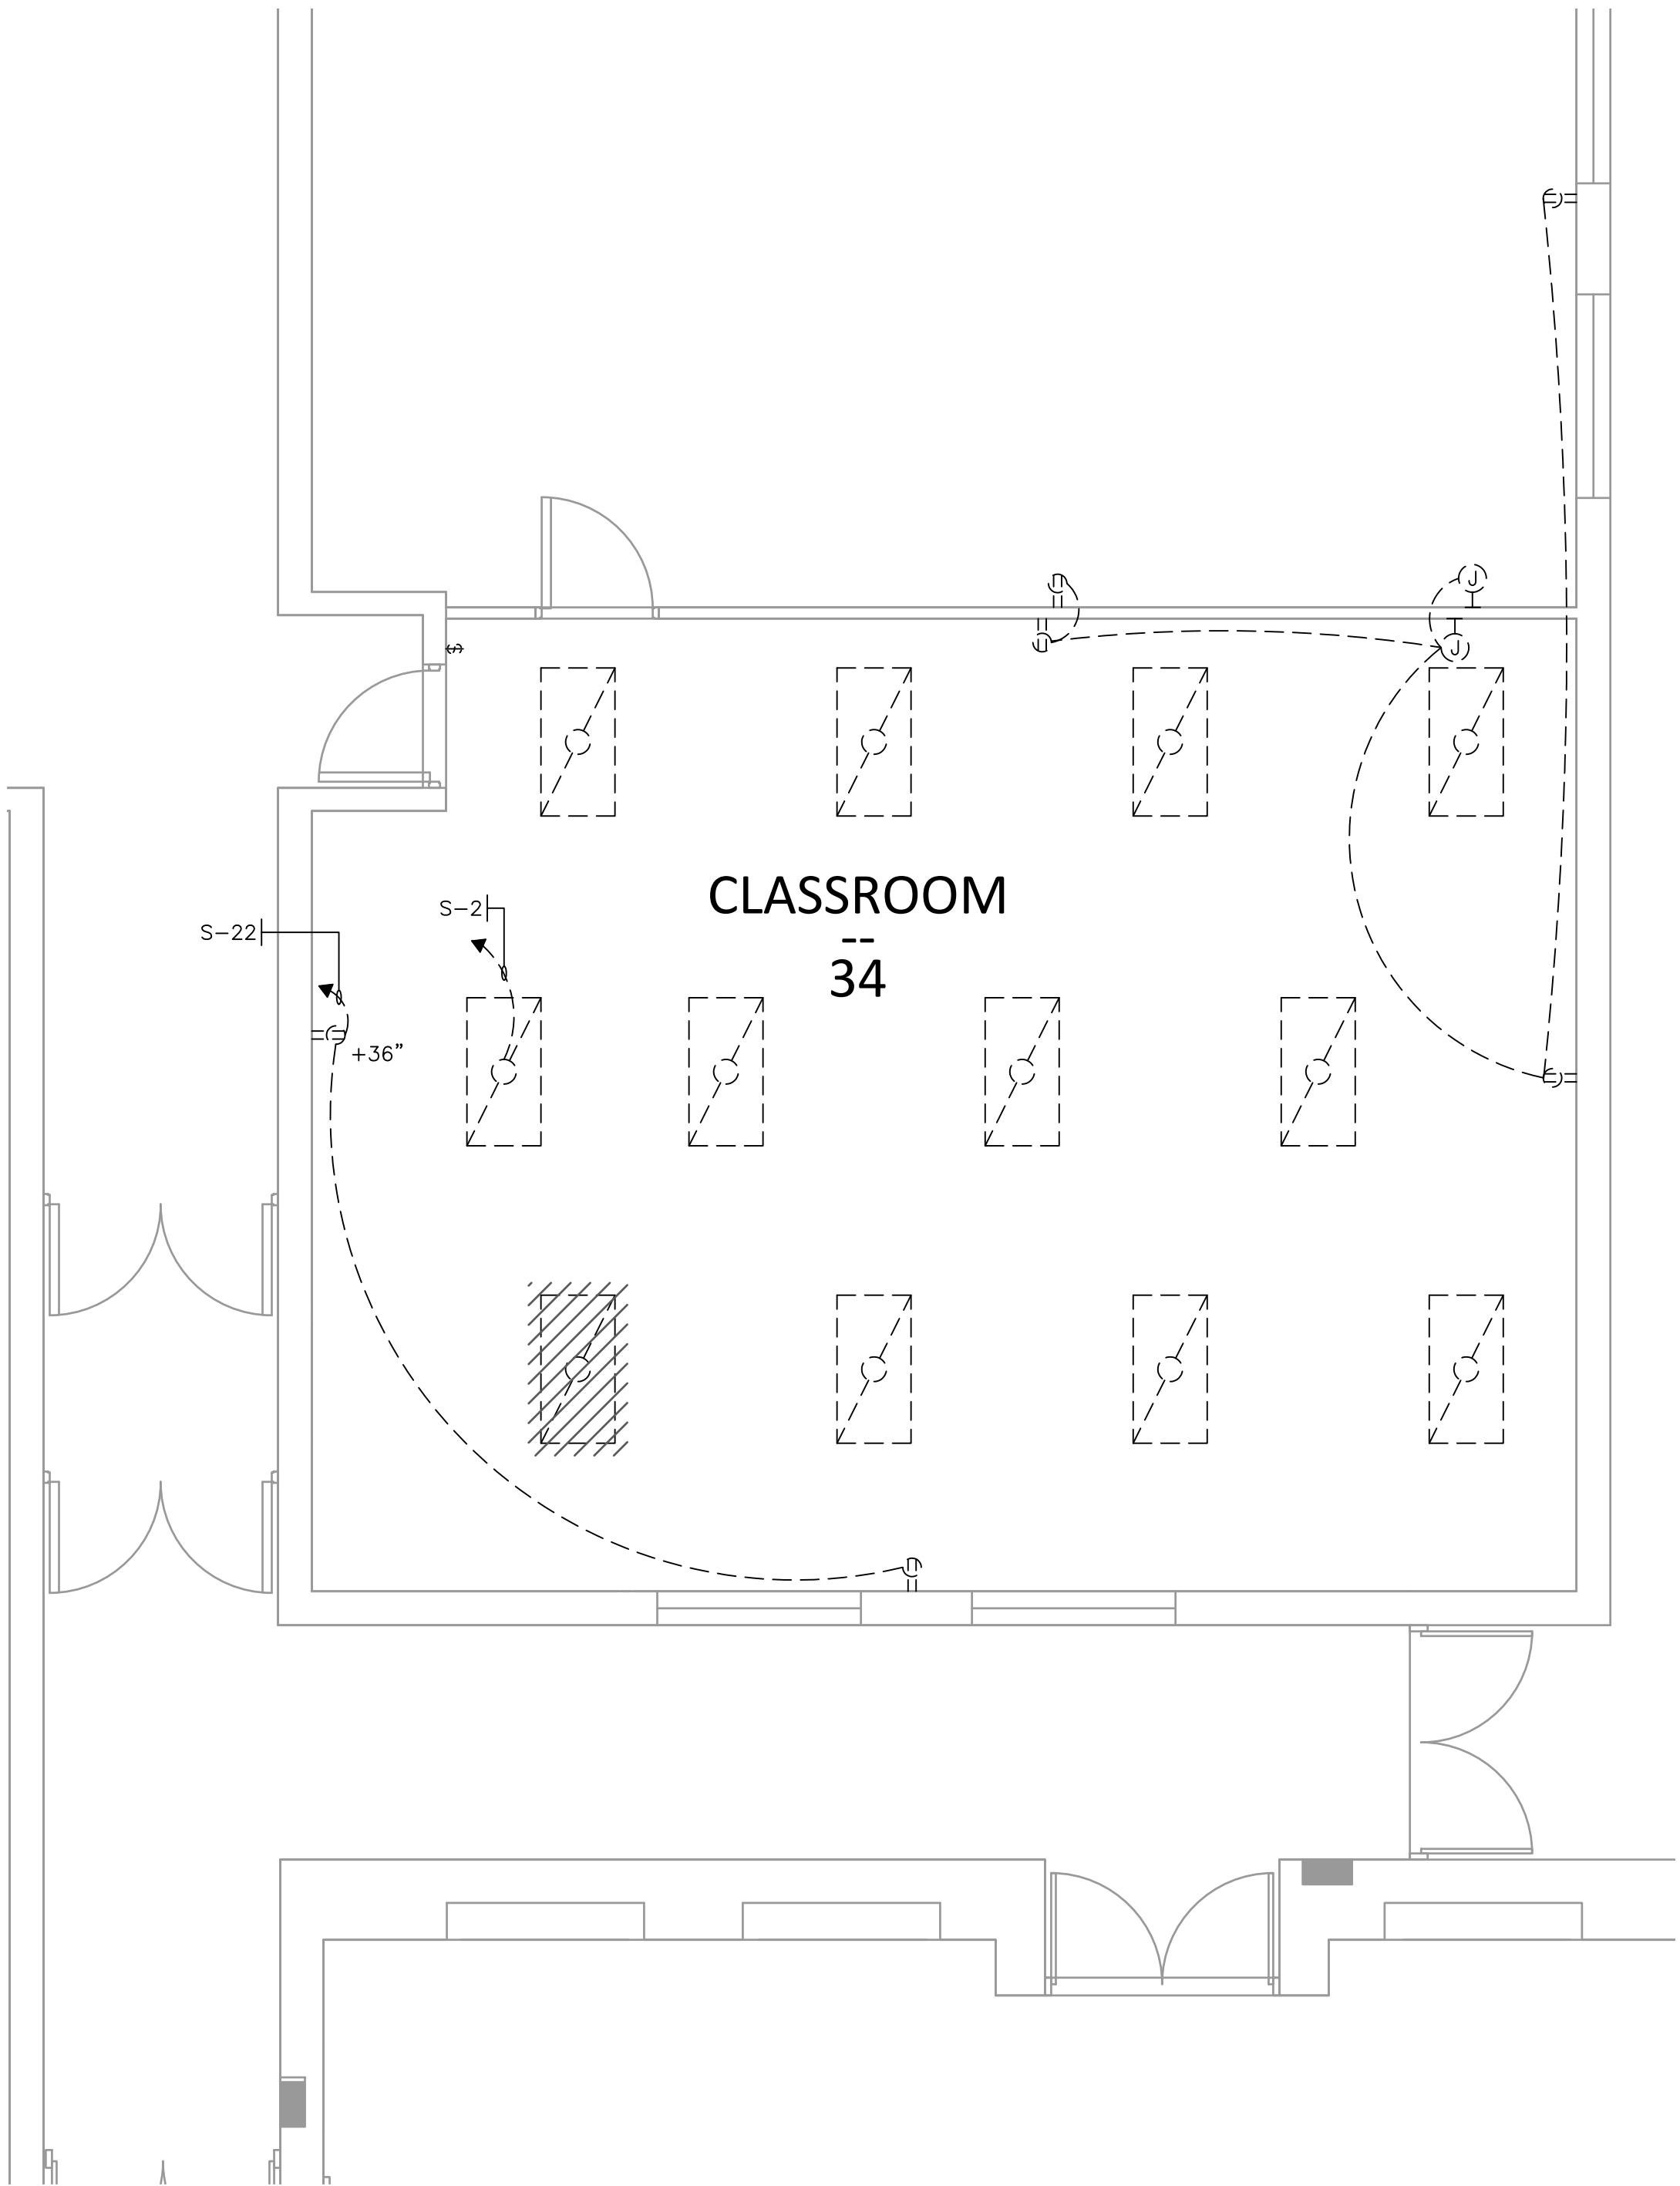 J
J
$
CLASSROOM
--
34
S-2
S-22
+36”